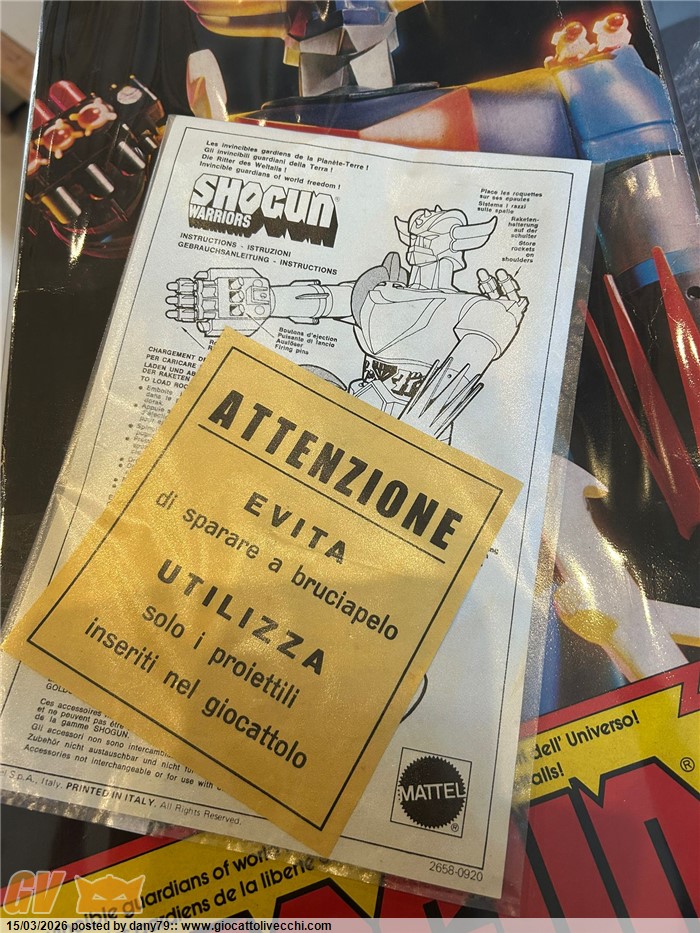 Les invincibles gardiens de la Planète-Terre !
Gli invincibili guardiani della Terra !
Die Ritter des Weltalls !
Invincible guardians of world freedom !
SHOGUN
WARRIORS
INSTRUCTIONS - ISTRUZIONI
GEBRAUCHSANLEITUNG - INSTRUCTIONS
Place les roquettes
sur ses épaules
Sistema i razzi
sulle spalle
Raketen-
halterung
auf der
schulter
Store
rockets
on
shoulders
Boutons d'éjection
Pulsante di lancio
Auslöser
Firing pins
CHARGEMENT
PER CARICARE
LADEN UND
DER RAKETEN
TO LOAD
ATTENZIONE
EVITA
di sparare a bruciapelo
UTILIZZA
solo i proiettili
inseriti nel giocattolo
Ces accessoires
et ne peuvent pas être
de la gamme SHOGUN.
Gli accessori non sono
Zubehör nicht austauschbar und nicht
Accessories not interchangeable or for use with
S.p.A., Italy. PRINTED IN ITALY. All Rights Reserved.
MATTEL
®
2658-0920
dell' Universo!
®
guardians of
de la liberté
GV
15/03/2026 posted by dany79:: www.giocattolivecchi.com